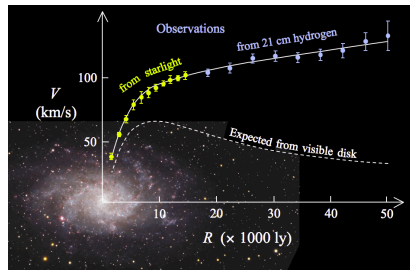 Observations
from 21 cm hydrogen
from starlight
V
(km/s)
100
50
Expected from visible disk
10 20 30 40 50
R (× 1000 ly)